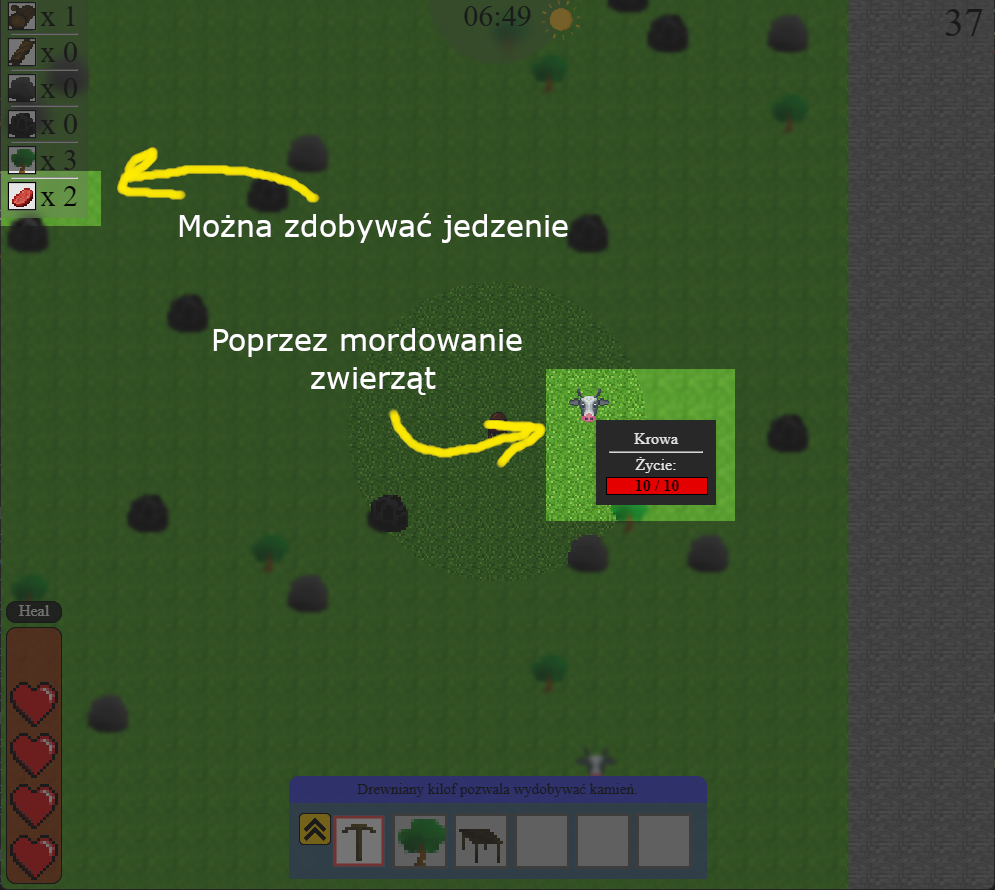 x 1
06:49
37
x 0
x 0
x 0
x 3
x 2
Można zdobywać jedzenie
Poprzez mordowanie
zwierząt
Krowa
Życie:
10 / 10
Heal
Drewniany kilof pozwala wydobywać kamień.